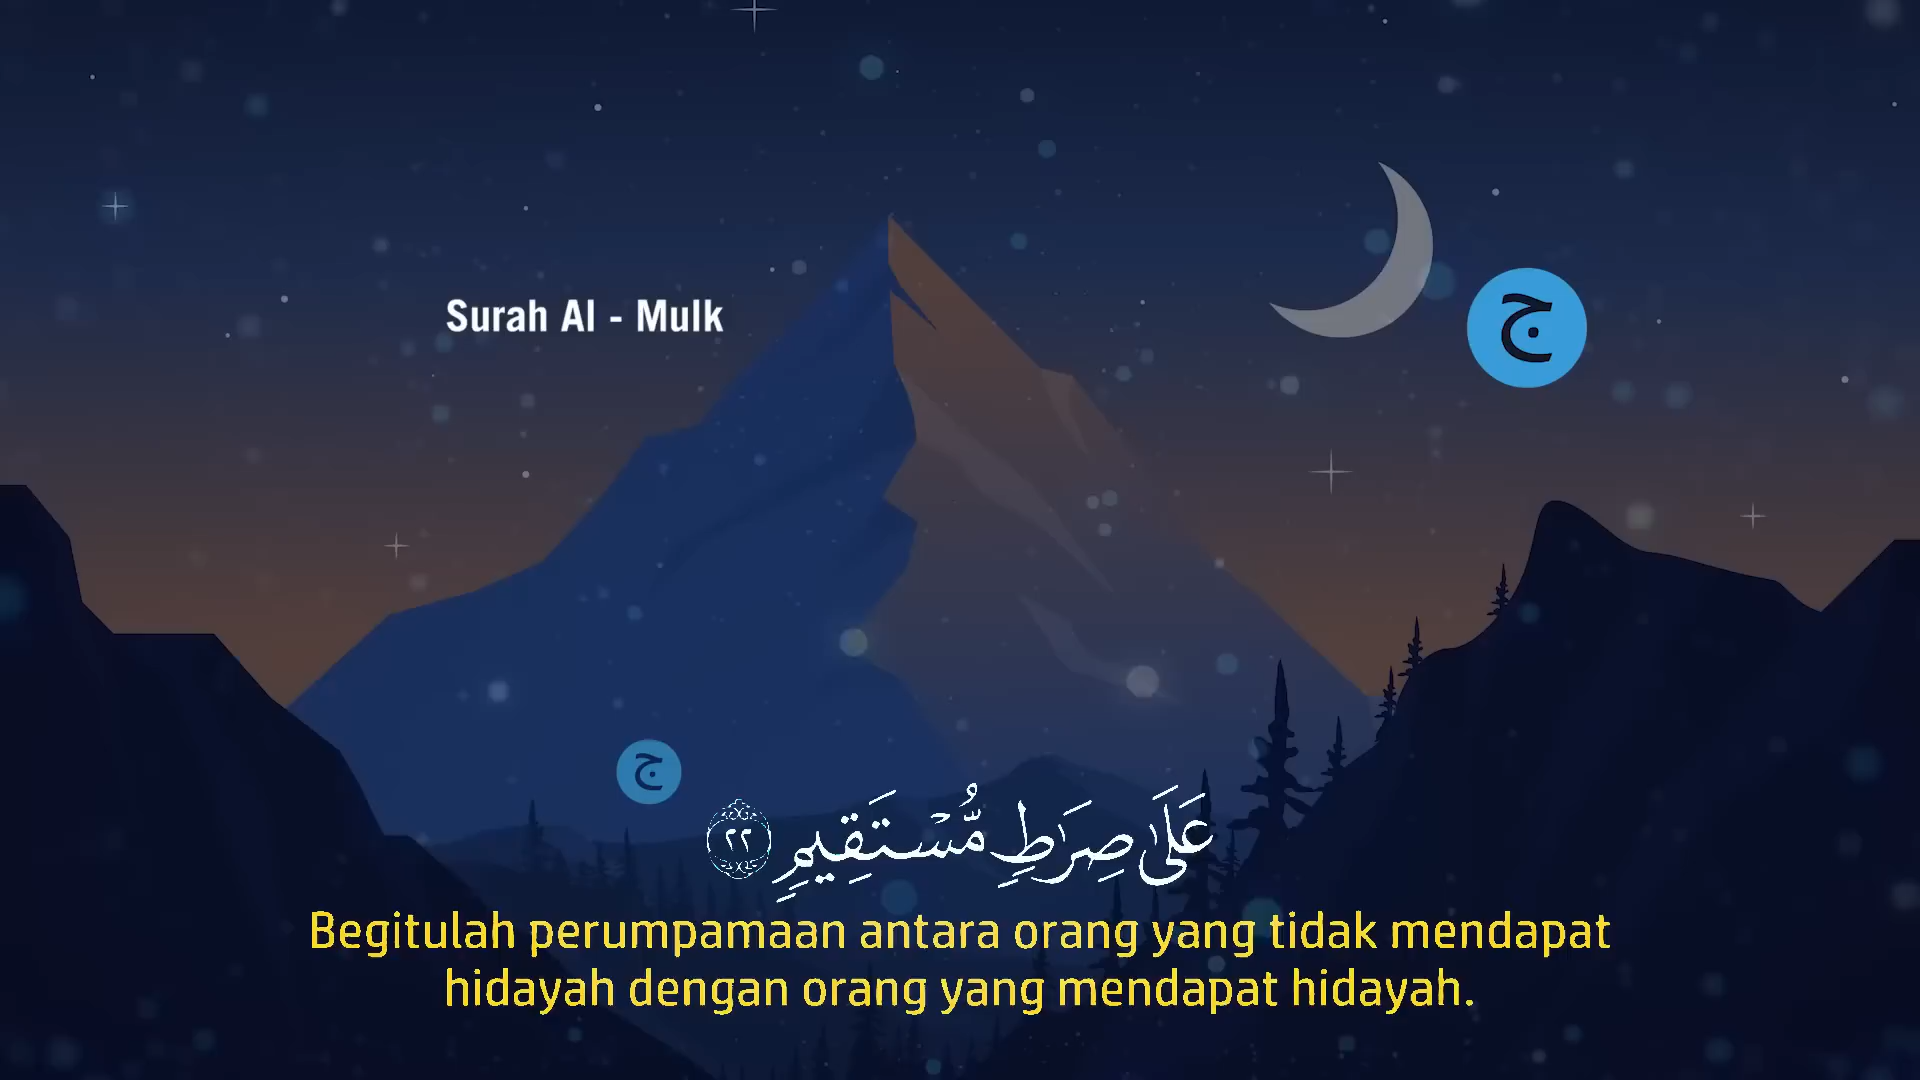 Surah Al - Mulk
ج
ج
عَلَىٰ صِرَٰطٍ مُّسْتَقِيمٍ ٢٢
Begitulah perumpamaan antara orang yang tidak mendapat
hidayah dengan orang yang mendapat hidayah.